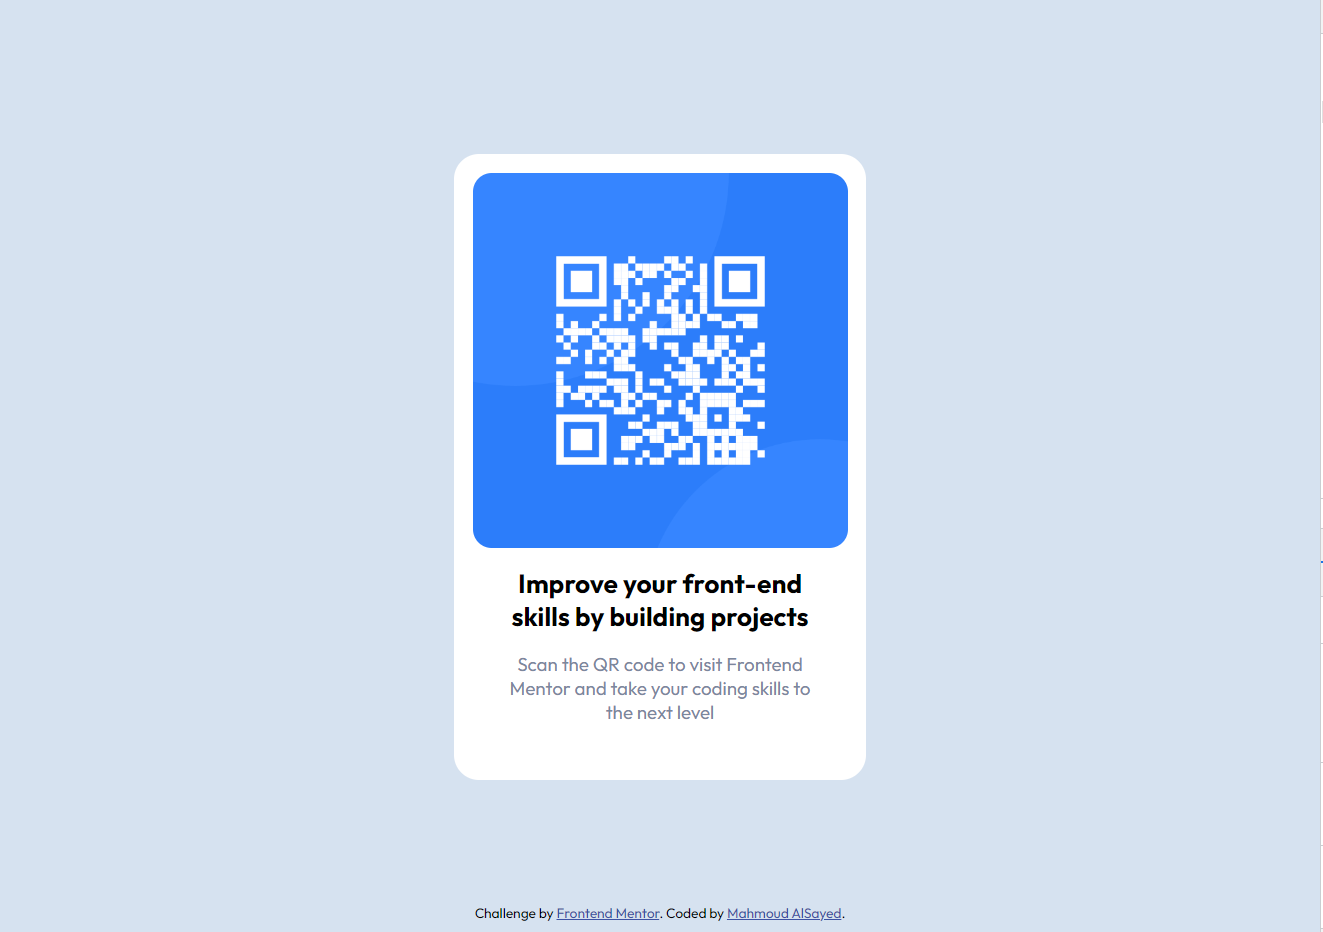 Improve your front-end
skills by building projects
Scan the QR code to visit Frontend
Mentor and take your coding skills to
the next level
Challenge by Frontend Mentor. Coded by Mahmoud AlSayed.